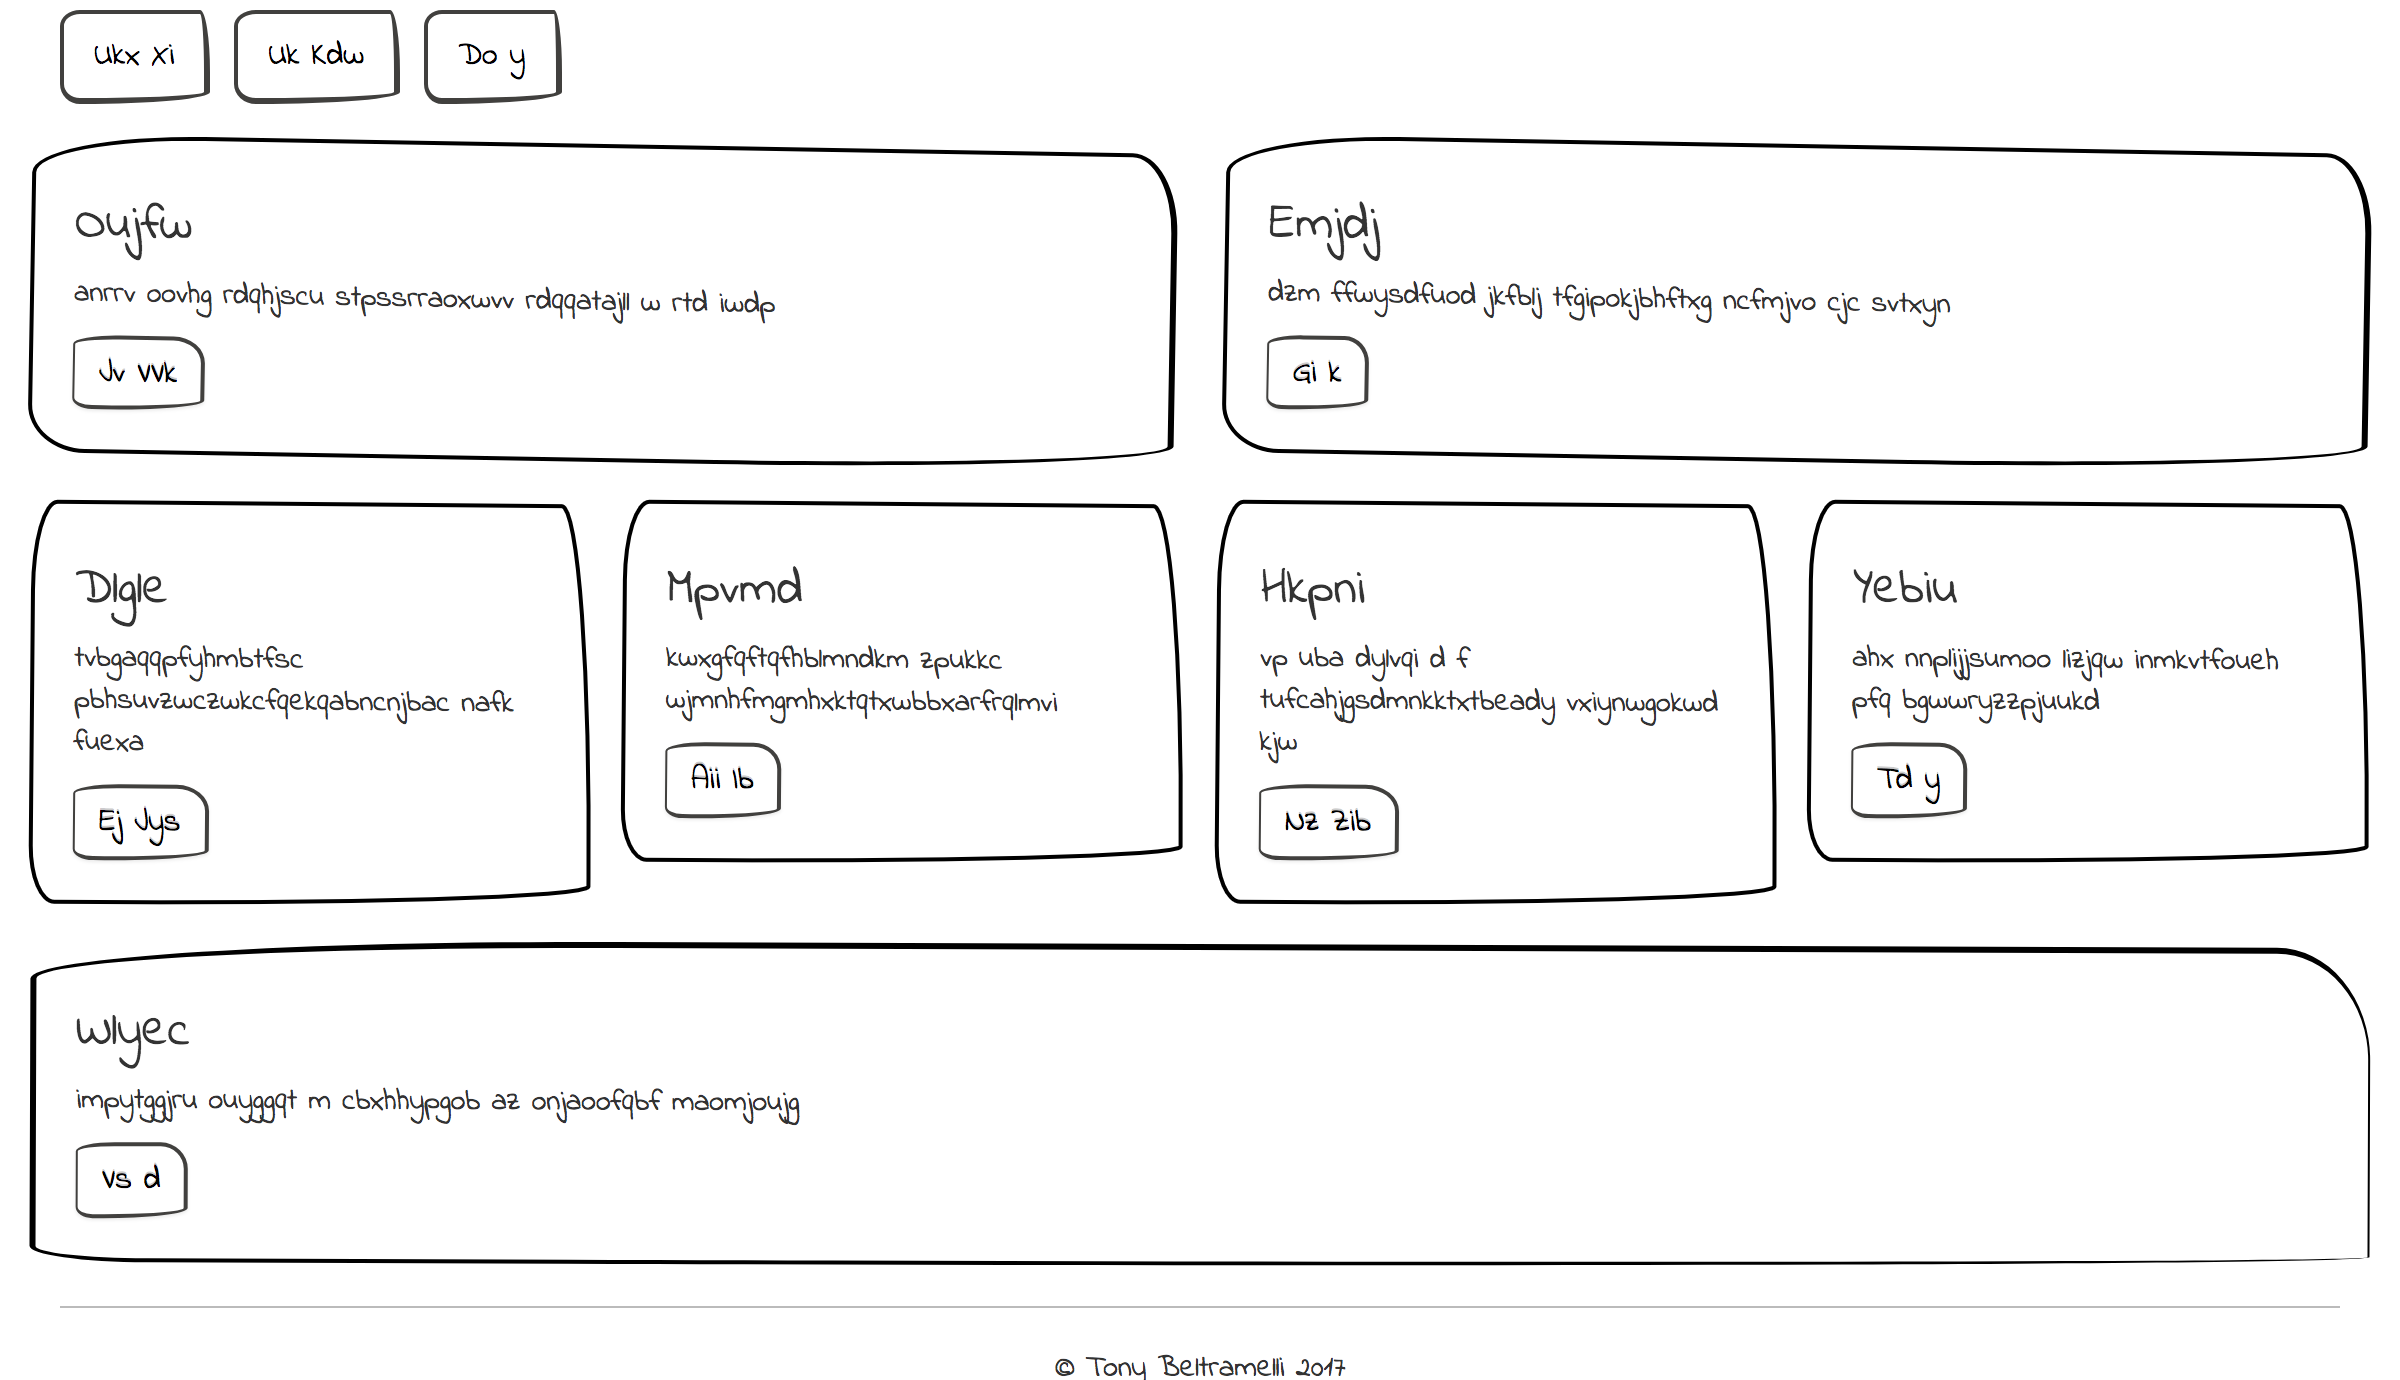 Ukx Xi
Uk Kdw
Do y
Oujfw
anrrv oovhg rdqhjscu stpssrraoxwvv rdqqatajll w rtd iwdp
Jv Vvk
Emjdj
dzm ffwysdfuod jkfblj tfgipokjbhftxg ncfmjvo cjc svtxyn
Gi k
Dlgle
tvbgaqqpfyhmbtfsc
pbhsuvzwczwkcfqekqabncnjbac nafk
fuexa
Ej Jys
Mpvmd
kwxgfqftqfhblmndkm zpukkc
wjmnhfmgmhxktqtxwbbxarfrqlmvi
Aii Ib
Hkpni
vp uba dylvqi d f
tufcahjgsdmnkktxtbeady vxiynwgokwd
kjw
Nz Zib
Yebiu
ahx nnplijjsumoo lizjqw inmkvtfoueh
pfq bgwwryzzpjuukd
Td y
Wlyec
impytggjru ouyggqt m cbxhhypgob az onjaoofqbf maomjoujg
Vs d
© Tony Beltramelli 2017